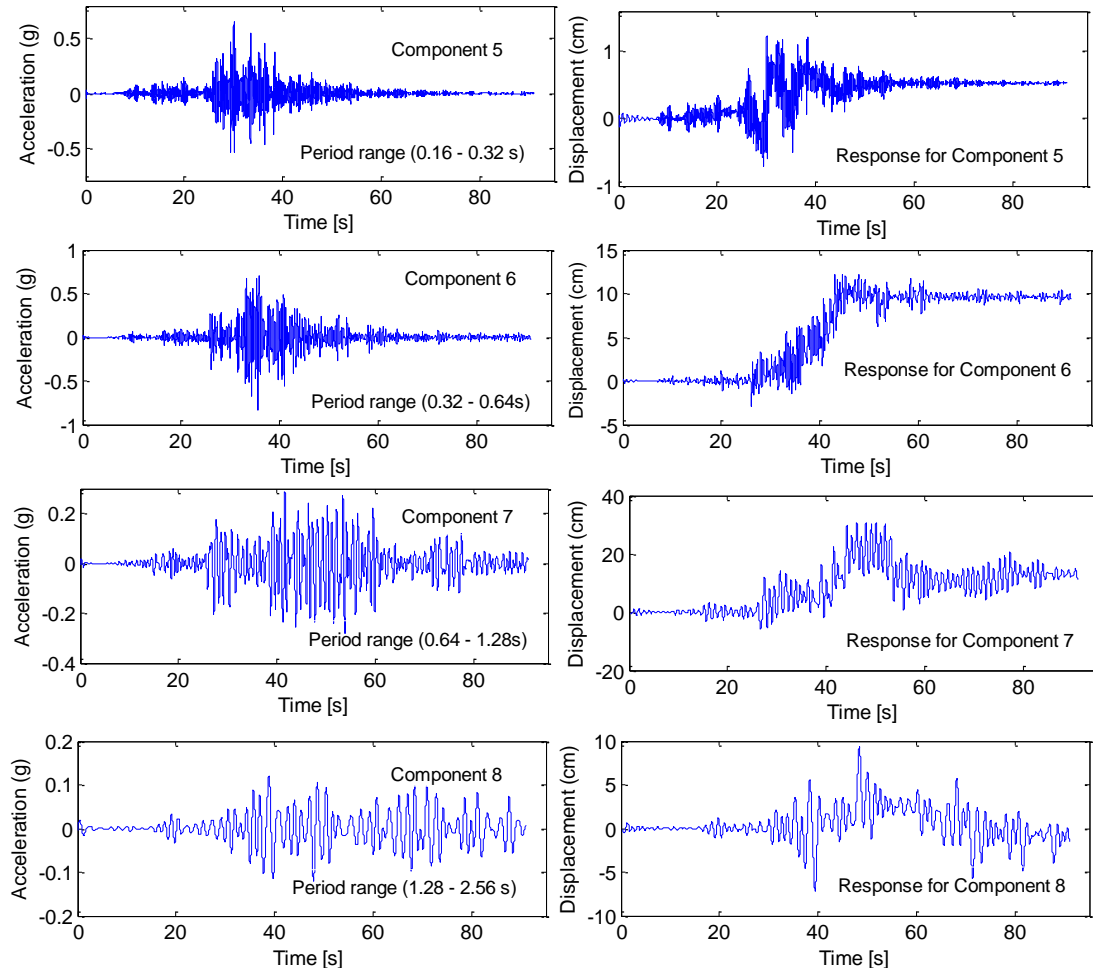 0.5
0
-0.5
Acceleration (g)
Component 5
Period range (0.16 - 0.32 s)
0 20 40 60 80
Time [s]
1
0
-1
Displacement (cm)
Response for Component 5
0 20 40 60 80
Time [s]
1
0.5
0
-0.5
-1
Acceleration (g)
Component 6
Period range (0.32 - 0.64s)
0 20 40 60 80
Time [s]
15
10
5
0
-5
Displacement (cm)
Response for Component 6
0 20 40 60 80
Time [s]
0.2
0
-0.2
-0.4
Acceleration (g)
Component 7
Period range (0.64 - 1.28s)
0 20 40 60 80
Time [s]
40
20
0
-20
Displacement (cm)
Response for Component 7
0 20 40 60 80
Time [s]
0.2
0.1
0
-0.1
-0.2
Acceleration (g)
Component 8
Period range (1.28 - 2.56 s)
0 20 40 60 80
Time [s]
10
5
0
-5
-10
Displacement (cm)
Response for Component 8
0 20 40 60 80
Time [s]